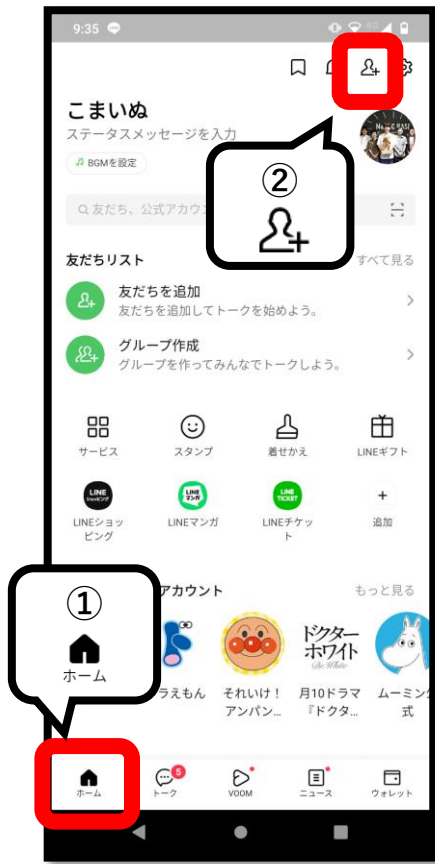 9:35
4G
こまいぬ
ステータスメッセージを入力
BGMを設定
②
友だち、公式アカウ
友だちリスト
すべて見る
友だちを追加
友だちを追加してトークを始めよう。
グループ作成
グループを作ってみんなでトークしよう。
サービス
スタンプ
着せかえ
LINEギフト
LINE
LINE
マンガ
LINE
TICKET
LINEショッ
ピング
LINEマンガ
LINEチケッ
ト
追加
①
ホーム
アカウント
もっと見る
ドクター
ホワイト
Dr. White
ラえもん
それいけ！
アンパン…
月10ドラマ
『ドクタ…
ムーミン
式
5
ホーム
トーク
VOOM
ニュース
ウォレット